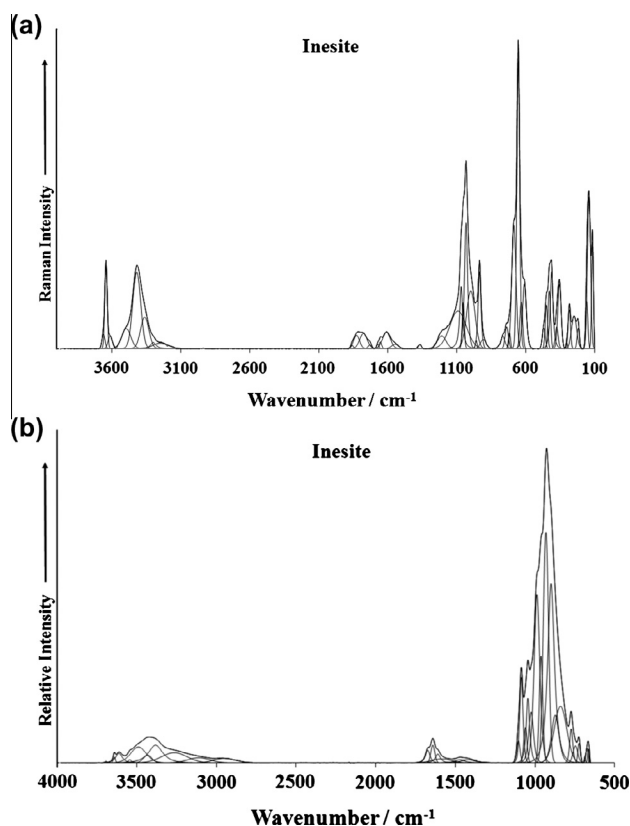 (a)
Inesite
Raman Intensity
3600 3100 2600 2100 1600 1100 600 100
Wavenumber / cm-1
(b)
Inesite
Relative Intensity
4000 3500 3000 2500 2000 1500 1000 500
Wavenumber / cm-1